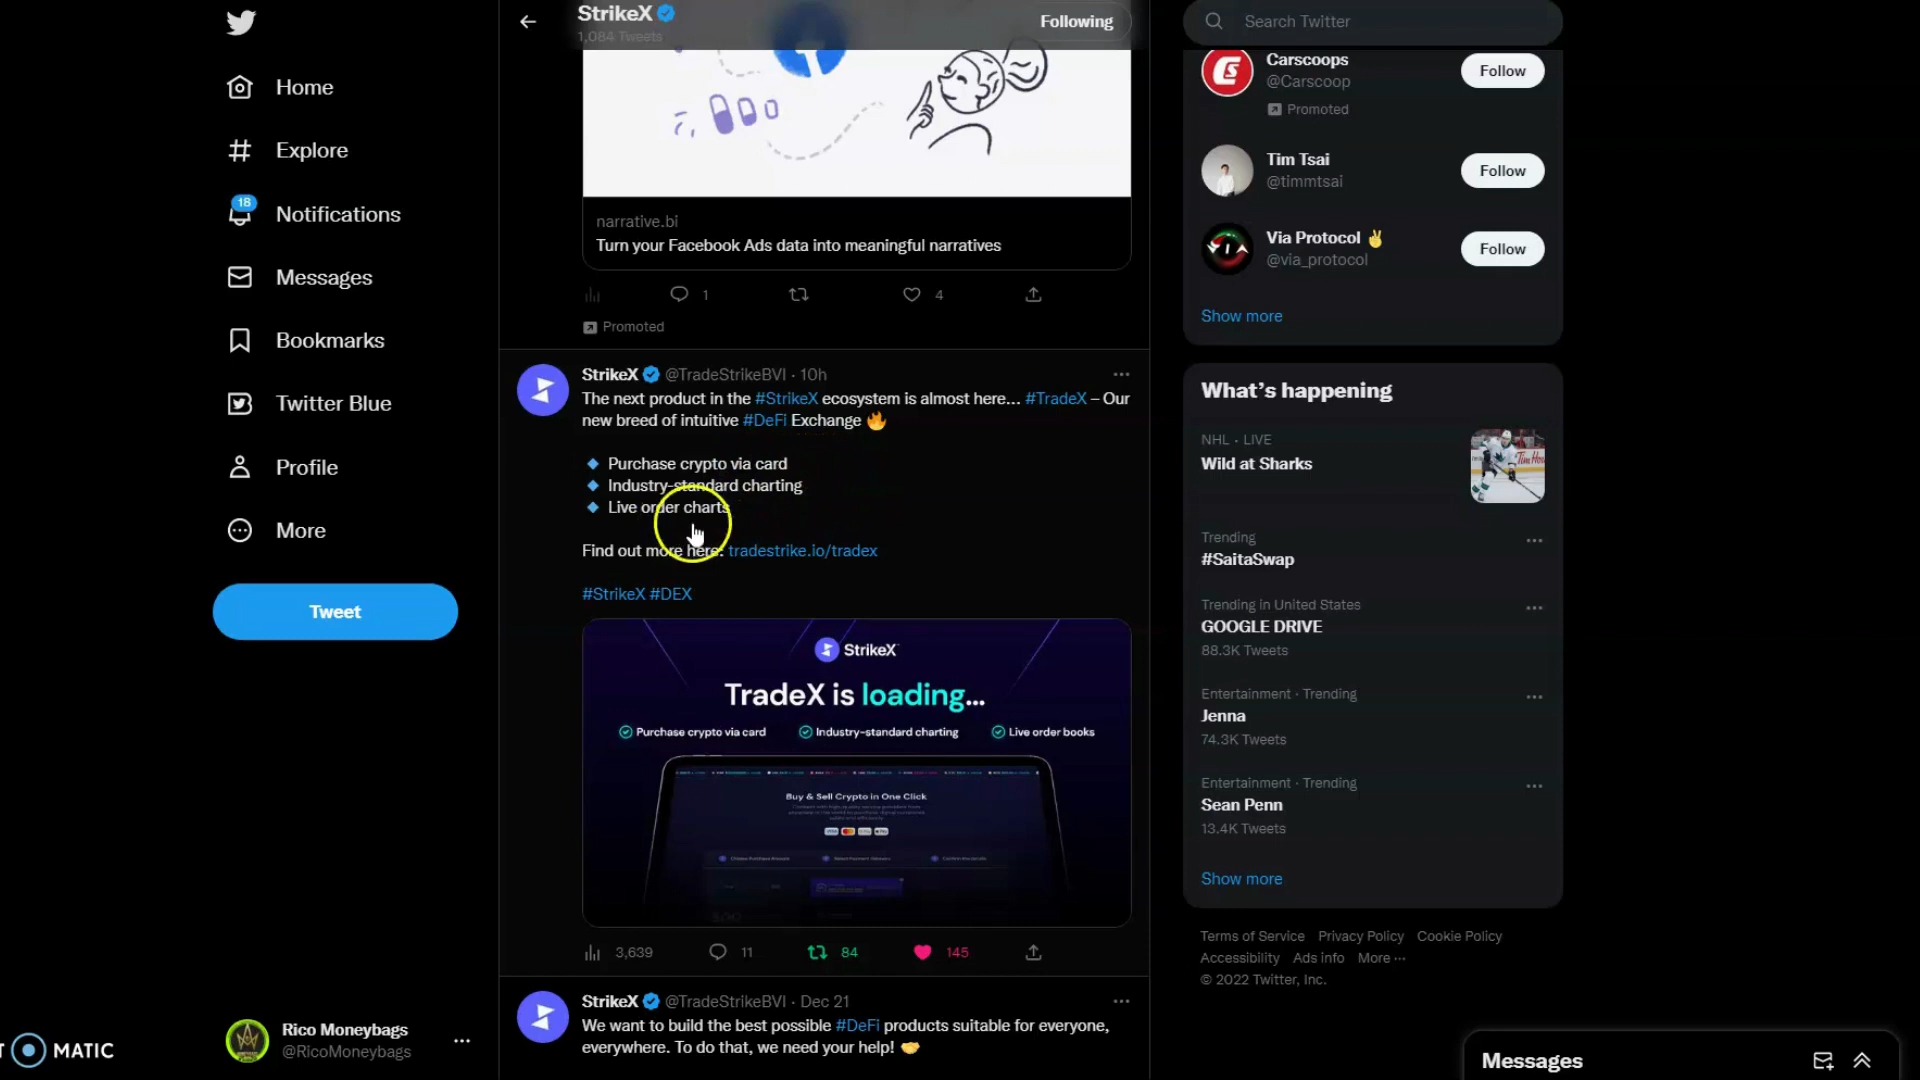 StrikeX
1,084 Tweets
Following
Search Twitter
Home
Explore
18
Notifications
Messages
Bookmarks
Twitter Blue
Profile
More
Tweet
Rico Moneybags
@RicoMoneybags
MATIC
narrative.bi
Turn your Facebook Ads data into meaningful narratives
1
4
Promoted
StrikeX @TradeStrikeBVI · 10h
The next product in the #StrikeX ecosystem is almost here... #TradeX – Our
new breed of intuitive #DeFi Exchange 🔥
🔹 Purchase crypto via card
🔹 Industry-standard charting
🔹 Live order charts
Find out more here: tradestrike.io/tradex
#StrikeX #DEX
StrikeX
TradeX is loading...
Purchase crypto via card
Industry-standard charting
Live order books
Buy & Sell Crypto in One Click
3,639
11
84
145
StrikeX @TradeStrikeBVI · Dec 21
We want to build the best possible #DeFi products suitable for everyone,
everywhere. To do that, we need your help! 🤝
Carscoops
@Carscoop
Follow
Promoted
Tim Tsai
@timmtsai
Follow
Via Protocol ✌
@via_protocol
Follow
Show more
What's happening
NHL · LIVE
Wild at Sharks
Trending
#SaitaSwap
Trending in United States
GOOGLE DRIVE
88.3K Tweets
Entertainment · Trending
Jenna
74.3K Tweets
Entertainment · Trending
Sean Penn
13.4K Tweets
Show more
Terms of Service Privacy Policy Cookie Policy
Accessibility Ads info More ···
© 2022 Twitter, Inc.
Messages